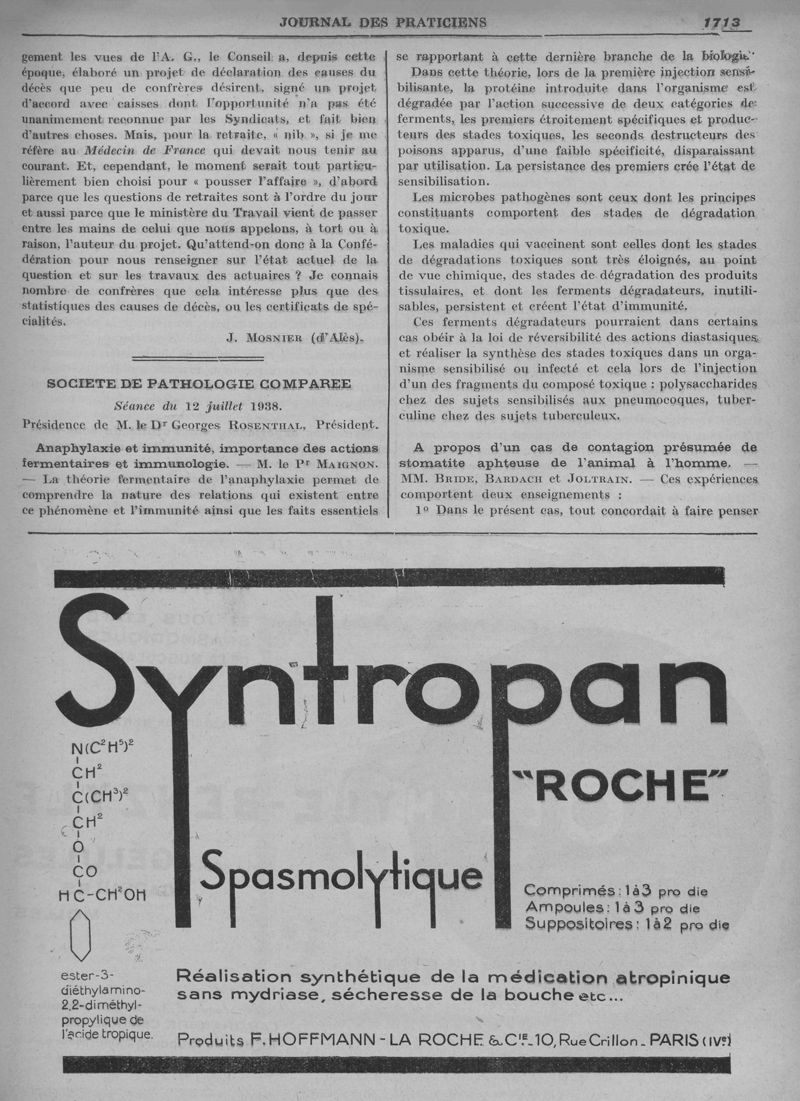 JOURNAL DES PRATICIENS 1713
gement les vues de l'A. G., le Conseil a, depuis cette
époque, élaboré un projet de déclaration des causes du
décès que peu de confrères désirent, signé un projet
d'accord avec caisses dont l'opportunité n'a pas été
unanimement reconnue par les Syndicats, et fait bien
d'autres choses. Mais, pour la retraite, « nib », si je me
réfère au Médecin de France qui devait nous tenir au
courant. Et, cependant, le moment serait tout particu-
lièrement bien choisi pour « pousser l'affaire », d'abord
parce que les questions de retraites sont à l'ordre du jour
et aussi parce que le ministère du Travail vient de passer
entre les mains de celui que nous appelons, à tort ou à
raison, l'auteur du projet. Qu'attend-on donc à la Confé-
dération pour nous renseigner sur l'état actuel de la
question et sur les travaux des actuaires ? Je connais
nombre de confrères que cela intéresse plus que des
statistiques des causes de décès, ou les certificats de spé-
cialités.
J. MOSNIER (d'Alès).
SOCIETE DE PATHOLOGIE COMPAREE
Séance du 12 juillet 1938.
Présidence de M. le Dr Georges ROSENTHAL, Président.
Anaphylaxie et immunité, importance des actions
fermentaires et immunologie. — M. le Pr MAIGNON.
— La théorie fermentaire de l'anaphylaxie permet de
comprendre la nature des relations qui existent entre
ce phénomène et l'immunité ainsi que les faits essentiels
se rapportant à cette dernière branche de la biologie.
Dans cette théorie, lors de la première injection sensi-
bilisante, la protéine introduite dans l'organisme est
dégradée par l'action successive de deux catégories de
ferments, les premiers étroitement spécifiques et produc-
teurs des stades toxiques, les seconds destructeurs des
poisons apparus, d'une faible spécificité, disparaissant
par utilisation. La persistance des premiers crée l'état de
sensibilisation.
Les microbes pathogènes sont ceux dont les principes
constituants comportent des stades de dégradation
toxique.
Les maladies qui vaccinent sont celles dont les stades
de dégradations toxiques sont très éloignés, au point
de vue chimique, des stades de dégradation des produits
tissulaires, et dont les ferments dégradateurs, inutili-
sables, persistent et créent l'état d'immunité.
Ces ferments dégradateurs pourraient dans certains
cas obéir à la loi de réversibilité des actions diastasiques
et réaliser la synthèse des stades toxiques dans un orga-
nisme sensibilisé ou infecté et cela lors de l'injection
d'un des fragments du composé toxique : polysaccharides
chez des sujets sensibilisés aux pneumocoques, tuber-
culine chez des sujets tuberculeux.
A propos d'un cas de contagion présumée de
stomatite aphteuse de l'animal à l'homme. —
MM. BRIDE, BARDACH et JOLTRAIN. — Ces expériences
comportent deux enseignements :
1º Dans le présent cas, tout concordait à faire penser
Syntropan
"ROCHE"
Spasmolytique
N(C²H⁵)²
CH²
C(CH³)²
CH²
O
CO
HC-CH²OH
ester-3-
diéthylamino-
2,2-diméthyl-
propylique de
l'acide tropique.
Comprimés: 1 à 3 pro die
Ampoules: 1 à 3 pro die
Suppositoires: 1 à 2 pro die
Réalisation synthétique de la médication atropinique
sans mydriase, sécheresse de la bouche etc...
Produits F. HOFFMANN - LA ROCHE & Cie_10, Rue Crillon_ PARIS (IVe)